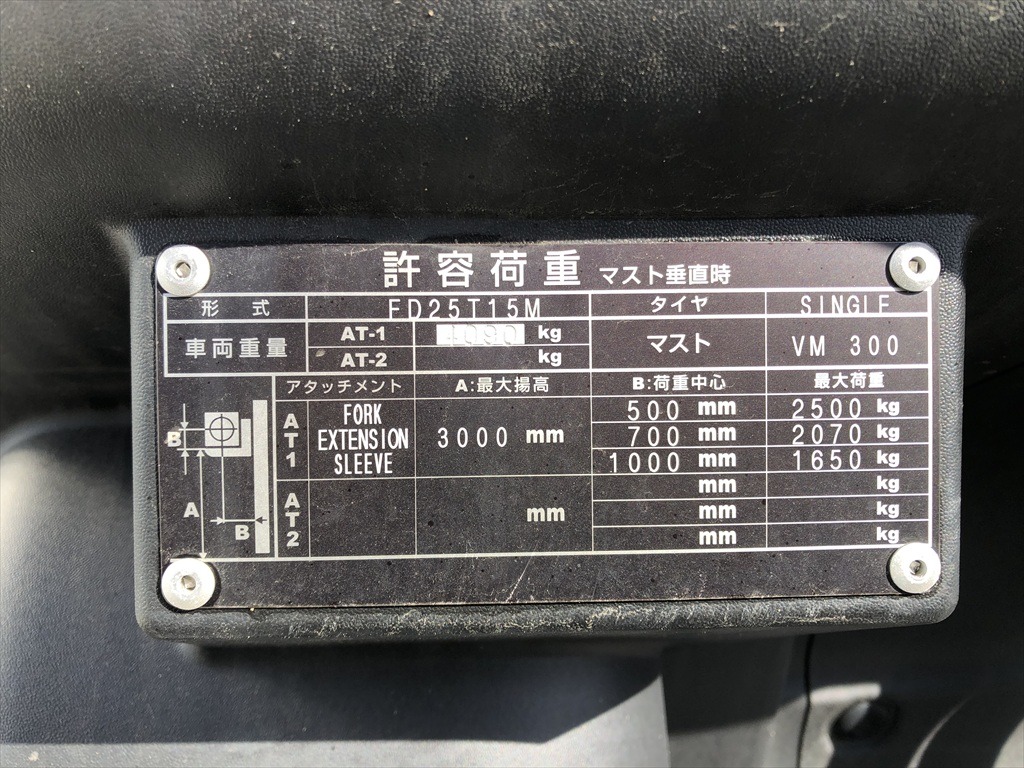 許容荷重 マスト垂直時
形式 FD25T15M タイヤ SINGLE
車両重量 AT-1 4090 kg マスト VM 300
AT-2 kg
アタッチメント A:最大揚高 B:荷重中心 最大荷重
AT1 FORK EXTENSION SLEEVE 3000 mm 500 mm 2500 kg
700 mm 2070 kg
1000 mm 1650 kg
AT2 mm mm kg
mm kg
mm kg
B
A
B